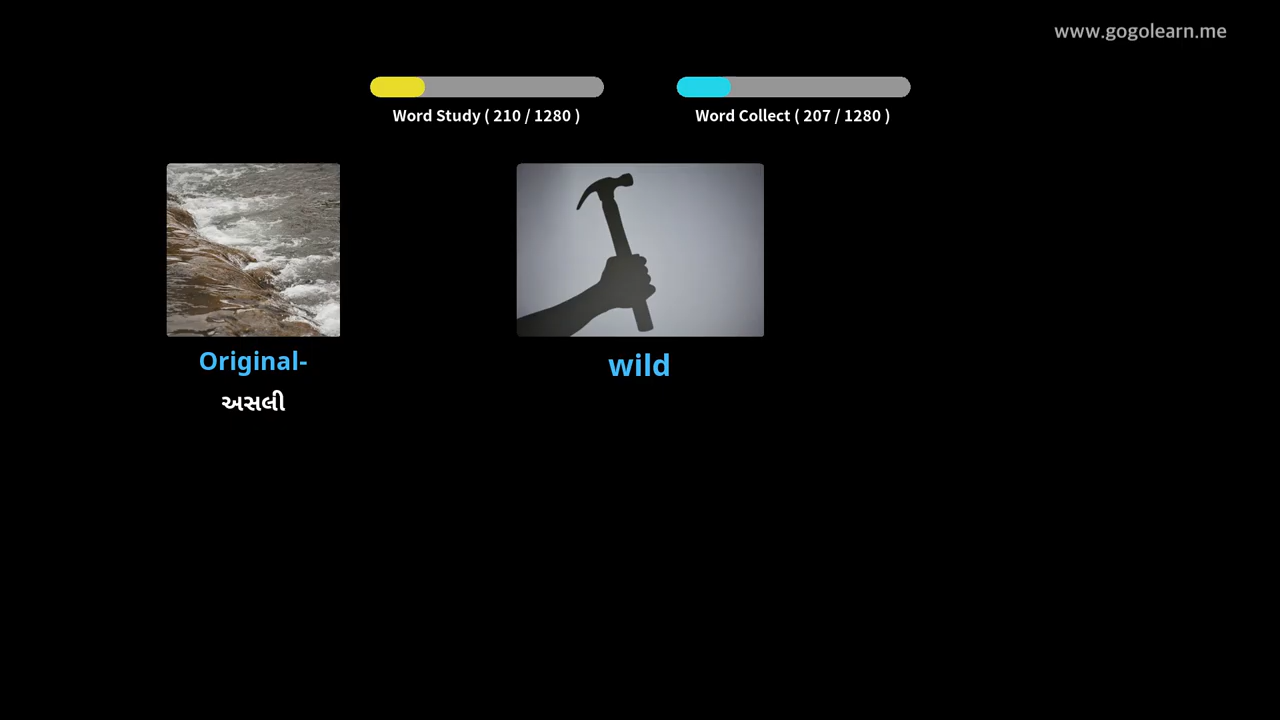 www.gogolearn.me
Word Study ( 210 / 1280 )
Word Collect ( 207 / 1280 )
Original-
અસલી
wild